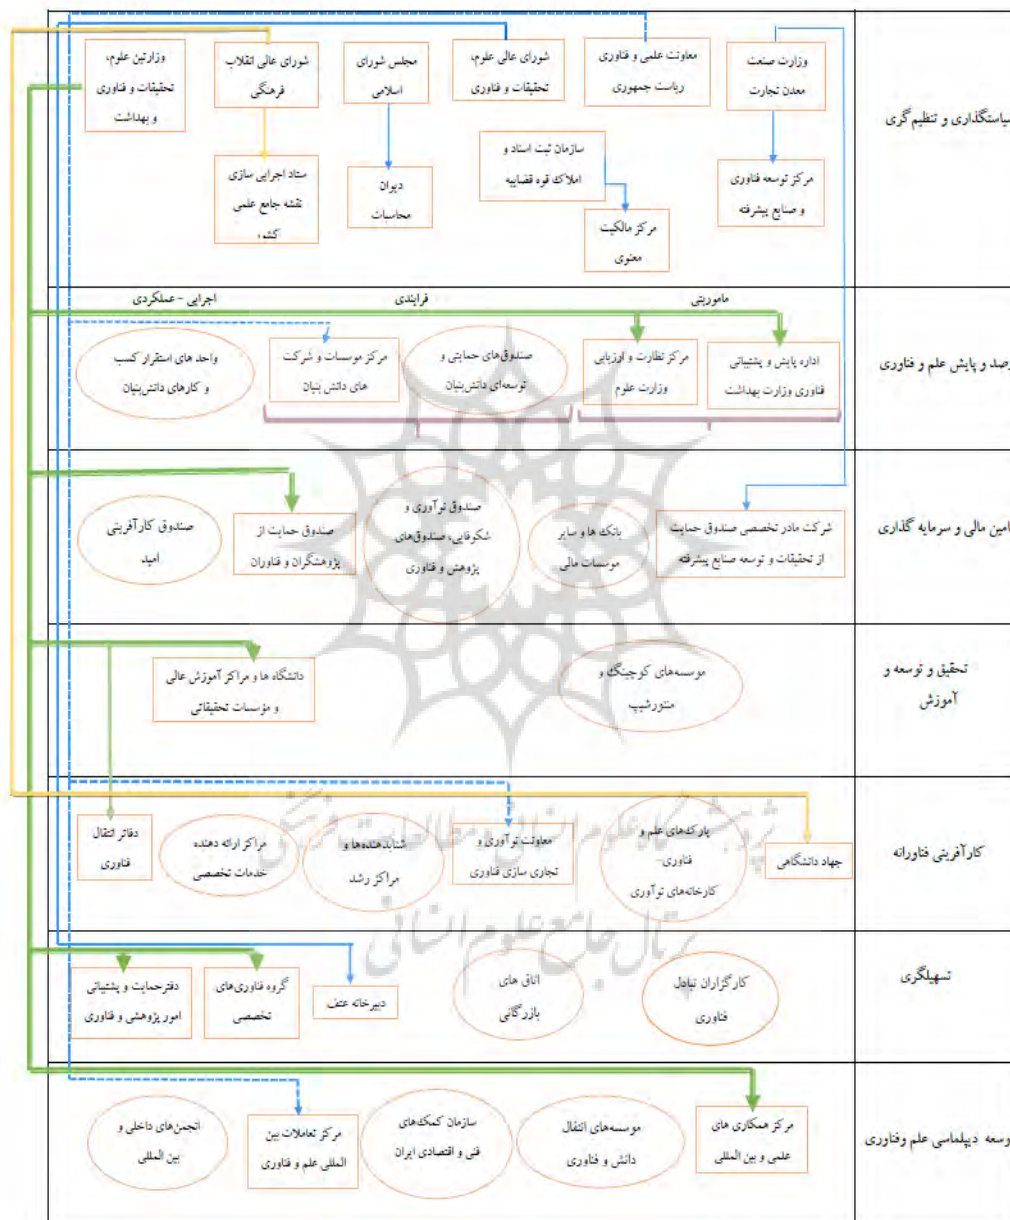 وزارت صنعت
معدن تجارت
معاونت علمی و فناوری
ریاست جمهوری
شورای عالی علوم،
تحقیقات و فناوری
مجلس شورای
اسلامی
شورای عالی انقلاب
فرهنگی
وزارتین علوم،
تحقیقات و فناوری
و بهداشت
سیاستگذاری و تنظیم گری
مرکز توسعه فناوری
و صنایع پیشرفته
سازمان ثبت اسناد و
املاک قوه قضاییه
مرکز مالکیت
معنوی
دیوان
محاسبات
ستاد اجرایی سازی
نقشه جامع علمی
کشور
ماموریتی
فرایندی
اجرایی - عملکردی
رصد و پایش علم و فناوری
اداره پایش و پشتیبانی
فناوری وزارت بهداشت
مرکز نظارت و ارزیابی
وزارت علوم
صندوق‌های حمایتی و
توسعه‌ای دانش‌بنیان
مرکز موسسات و شرکت
های دانش بنیان
واحد های استقرار کسب
و کارهای دانش‌بنیان
تامین مالی و سرمایه گذاری
شرکت مادر تخصصی صندوق حمایت
از تحقیقات و توسعه صنایع پیشرفته
بانک ها و سایر
موسسات مالی
صندوق نوآوری و
شکوفایی، صندوق‌های
پژوهش و فناوری
صندوق حمایت از
پژوهشگران و فناوران
صندوق کارآفرینی
امید
تحقیق و توسعه و
آموزش
موسسه‌های کوچینگ و
منتورشیپ
دانشگاه ها و مراکز آموزش عالی
و مؤسسات تحقیقاتی
کارآفرینی فناورانه
جهاد دانشگاهی
پارک‌های علم و
فناوری-
کارخانه‌های نوآوری
معاونت نوآوری و
تجاری سازی فناوری
شتابدهنده‌ها و
مراکز رشد
مراکز ارائه دهنده
خدمات تخصصی
دفاتر انتقال
فناوری
پژوهشگاه علوم انسانی و مطالعات فرهنگی
پرتال جامع علوم انسانی
تسهیلگری
کارگزاران تبادل
فناوری
اتاق های
بازرگانی
دبیرخانه عتف
گروه فناوری‌های
تخصصی
دفترحمایت و پشتیبانی
امور پژوهشی و فناوری
توسعه دیپلماسی علم وفناوری
مرکز همکاری های
علمی و بین المللی
موسسه‌های انتقال
دانش و فناوری
سازمان کمک‌های
فنی و اقتصادی ایران
مرکز تعاملات بین
المللی علم و فناوری
انجمن‌های داخلی و
بین المللی